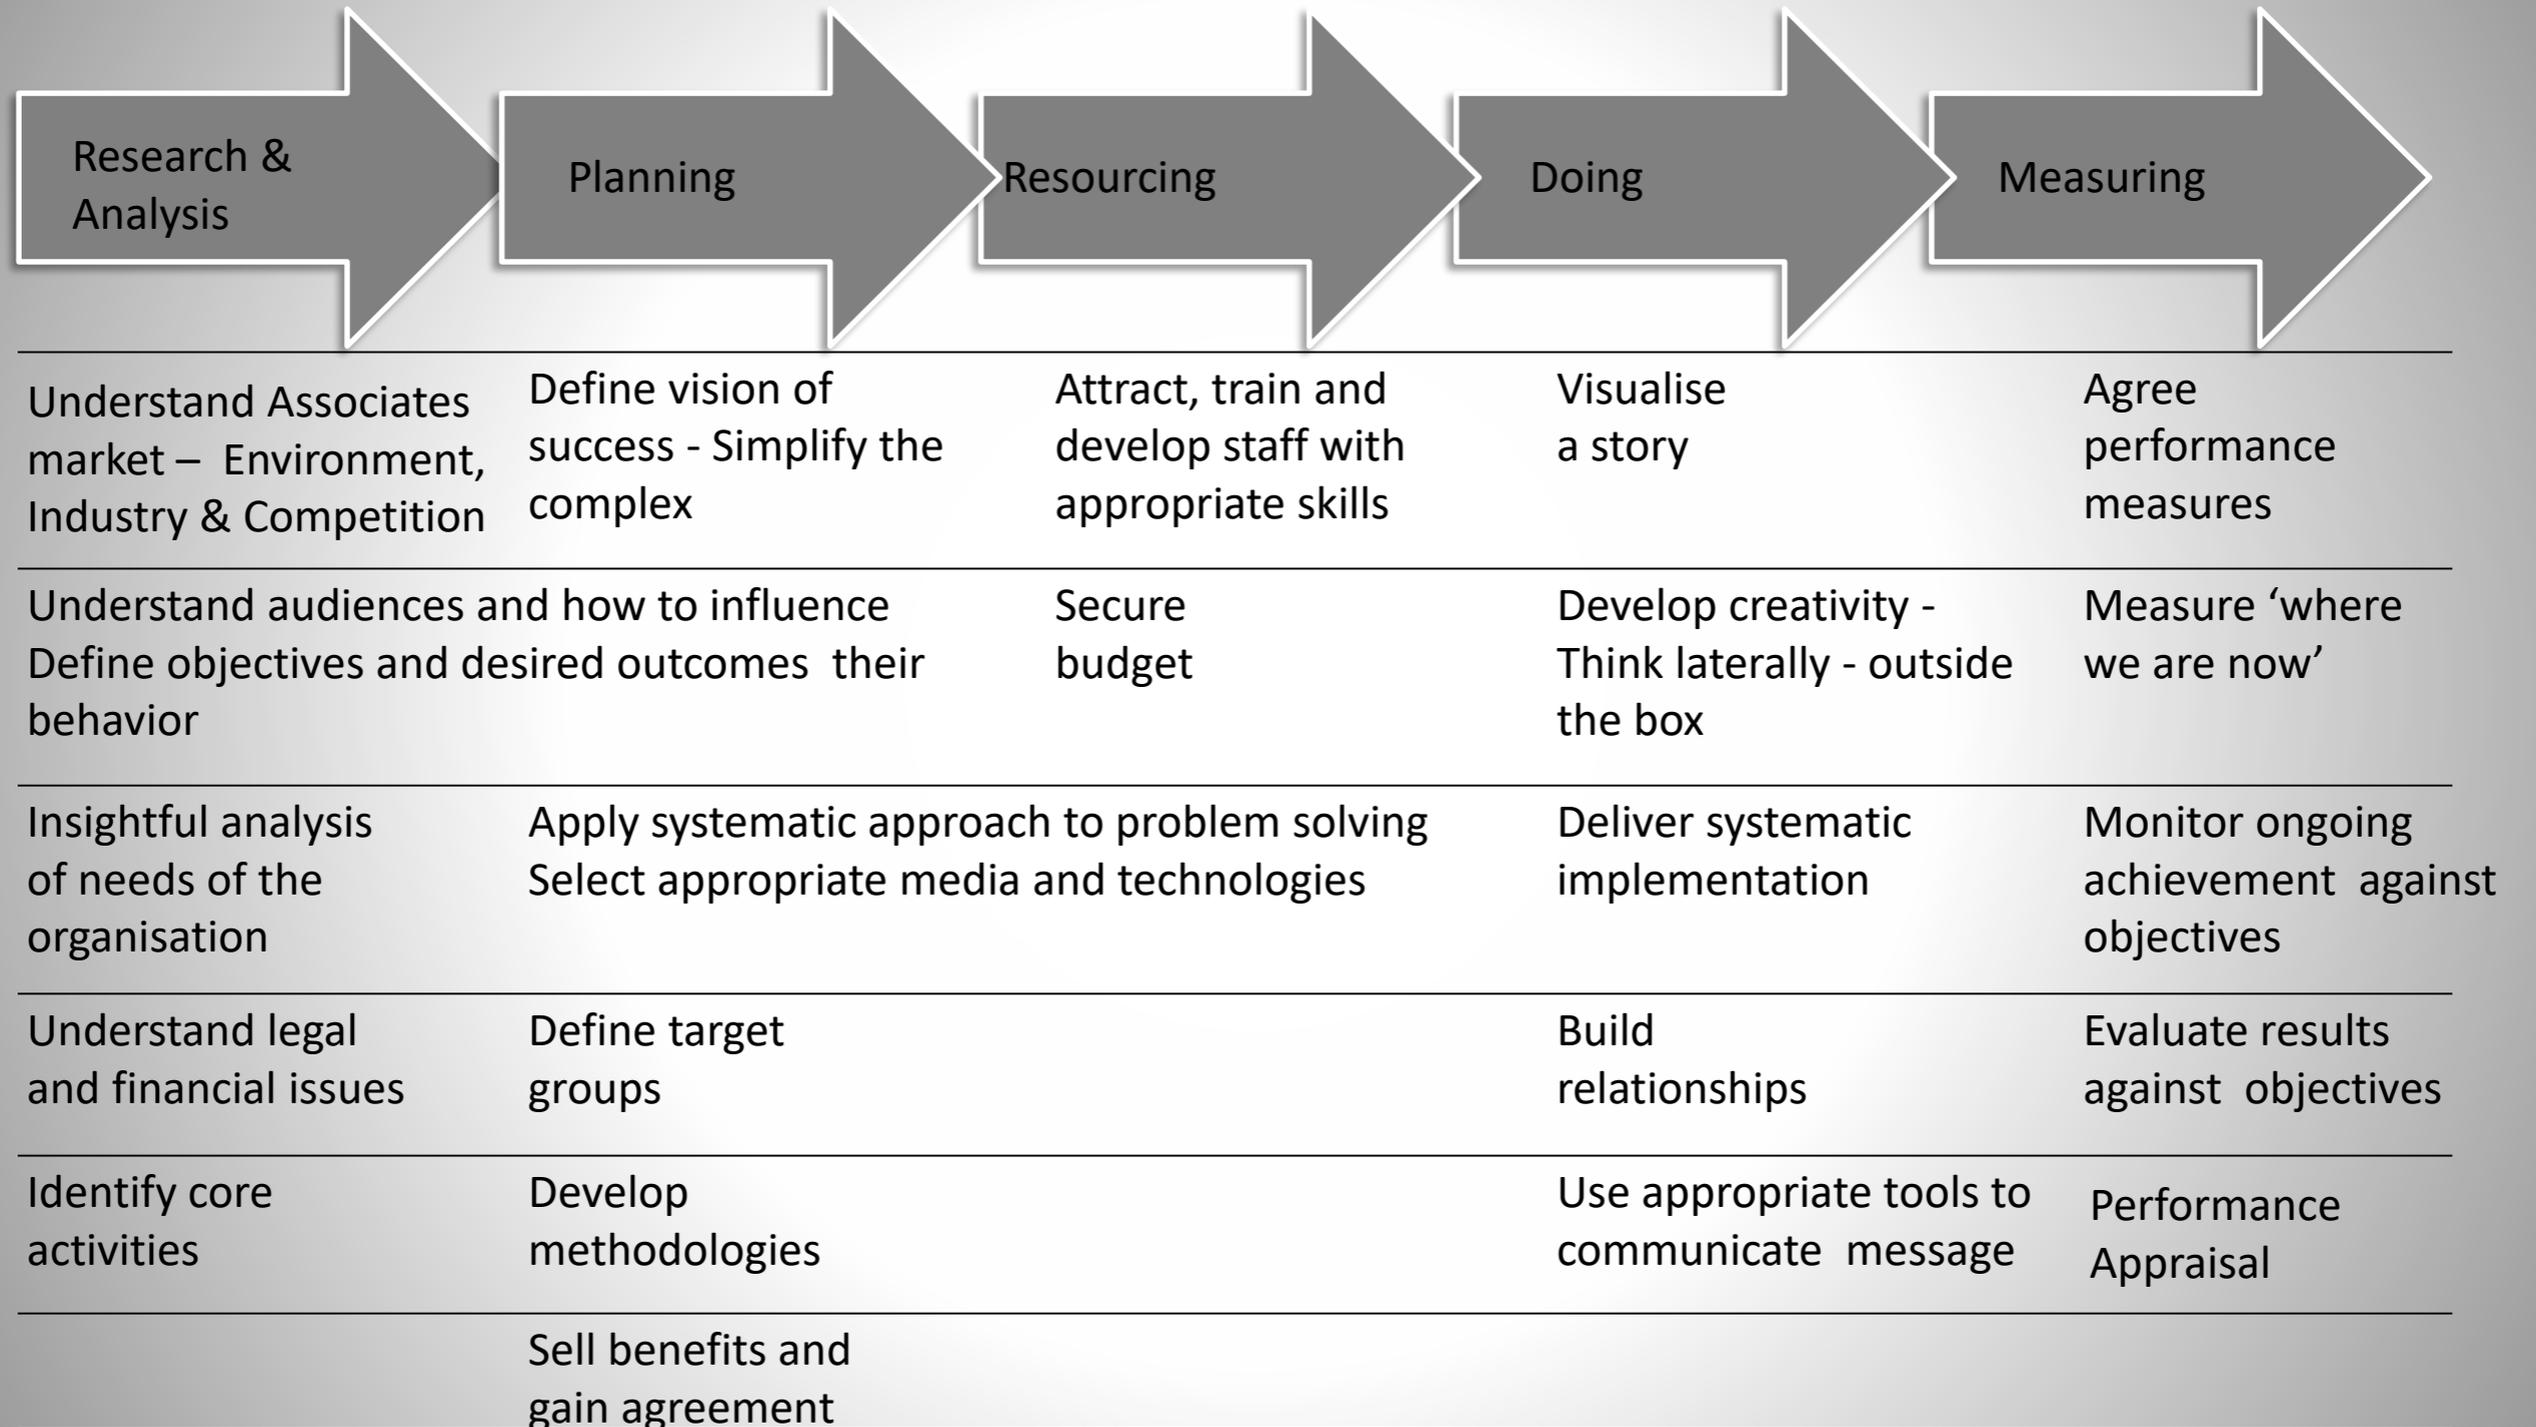 Research &
Analysis
Planning
Resourcing
Doing
Measuring
Understand Associates
market –  Environment,
Industry & Competition
Define vision of
success - Simplify the
complex
Attract, train and
develop staff with
appropriate skills
Visualise
a story
Agree
performance
measures
Understand audiences and how to influence
Define objectives and desired outcomes  their
behavior
Secure
budget
Develop creativity -
Think laterally - outside
the box
Measure ‘where
we are now’
Insightful analysis
of needs of the
organisation
Apply systematic approach to problem solving
Select appropriate media and technologies
Deliver systematic
implementation
Monitor ongoing
achievement  against
objectives
Understand legal
and financial issues
Define target
groups
Build
relationships
Evaluate results
against  objectives
Identify core
activities
Develop
methodologies
Use appropriate tools to
communicate  message
Performance
Appraisal
Sell benefits and
gain agreement